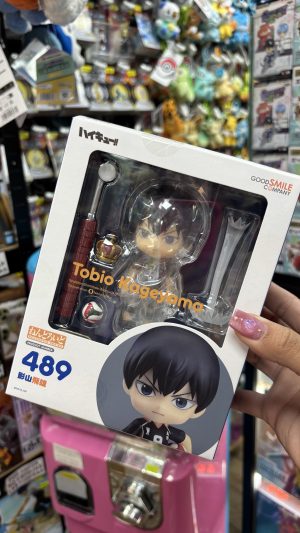 ハイキュー!!
GOOD SMILE
COMPANY
Tobio Kageyama
ねんどろいど
489
影山飛雄